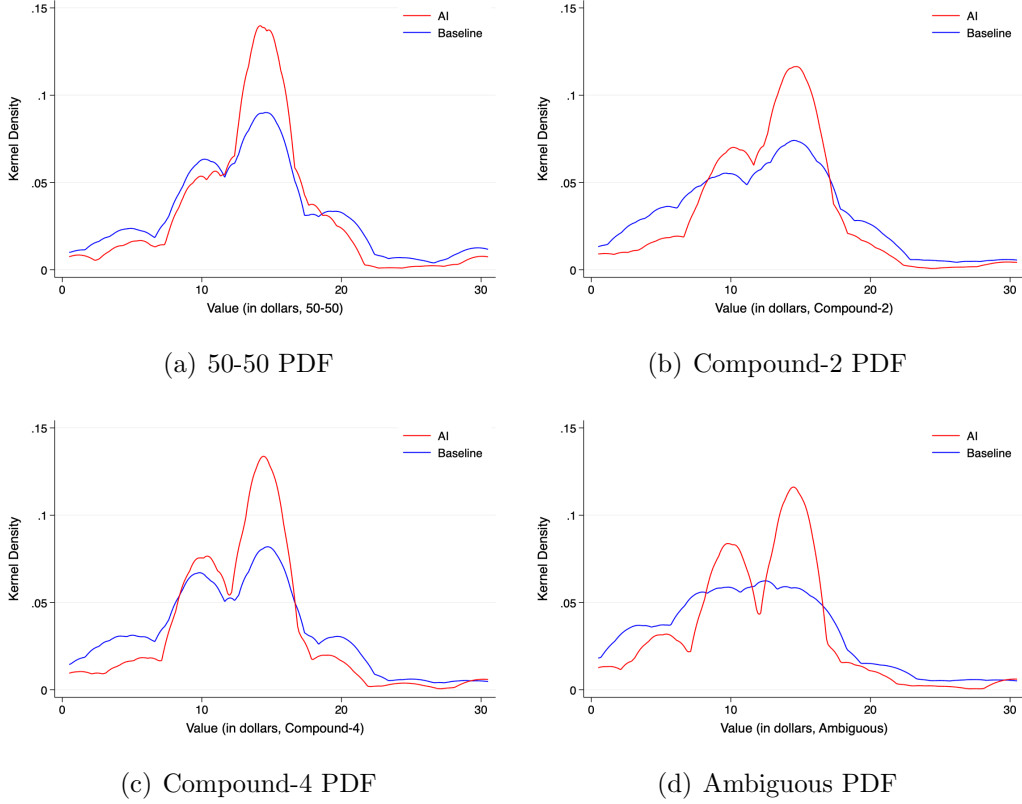 .15
.1
.05
0
Kernel Density
AI
Baseline
0 10 20 30
Value (in dollars, 50-50)
(a) 50-50 PDF
.15
.1
.05
0
Kernel Density
AI
Baseline
0 10 20 30
Value (in dollars, Compound-2)
(b) Compound-2 PDF
.15
.1
.05
0
Kernel Density
AI
Baseline
0 10 20 30
Value (in dollars, Compound-4)
(c) Compound-4 PDF
.15
.1
.05
0
Kernel Density
AI
Baseline
0 10 20 30
Value (in dollars, Ambiguous)
(d) Ambiguous PDF